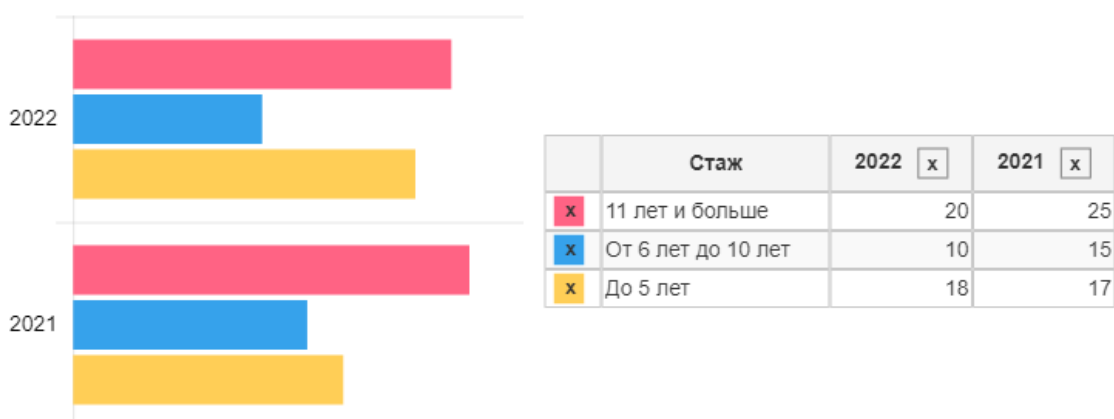 2022
2021
Стаж 2022 x 2021 x
x 11 лет и больше 20 25
x От 6 лет до 10 лет 10 15
x До 5 лет 18 17